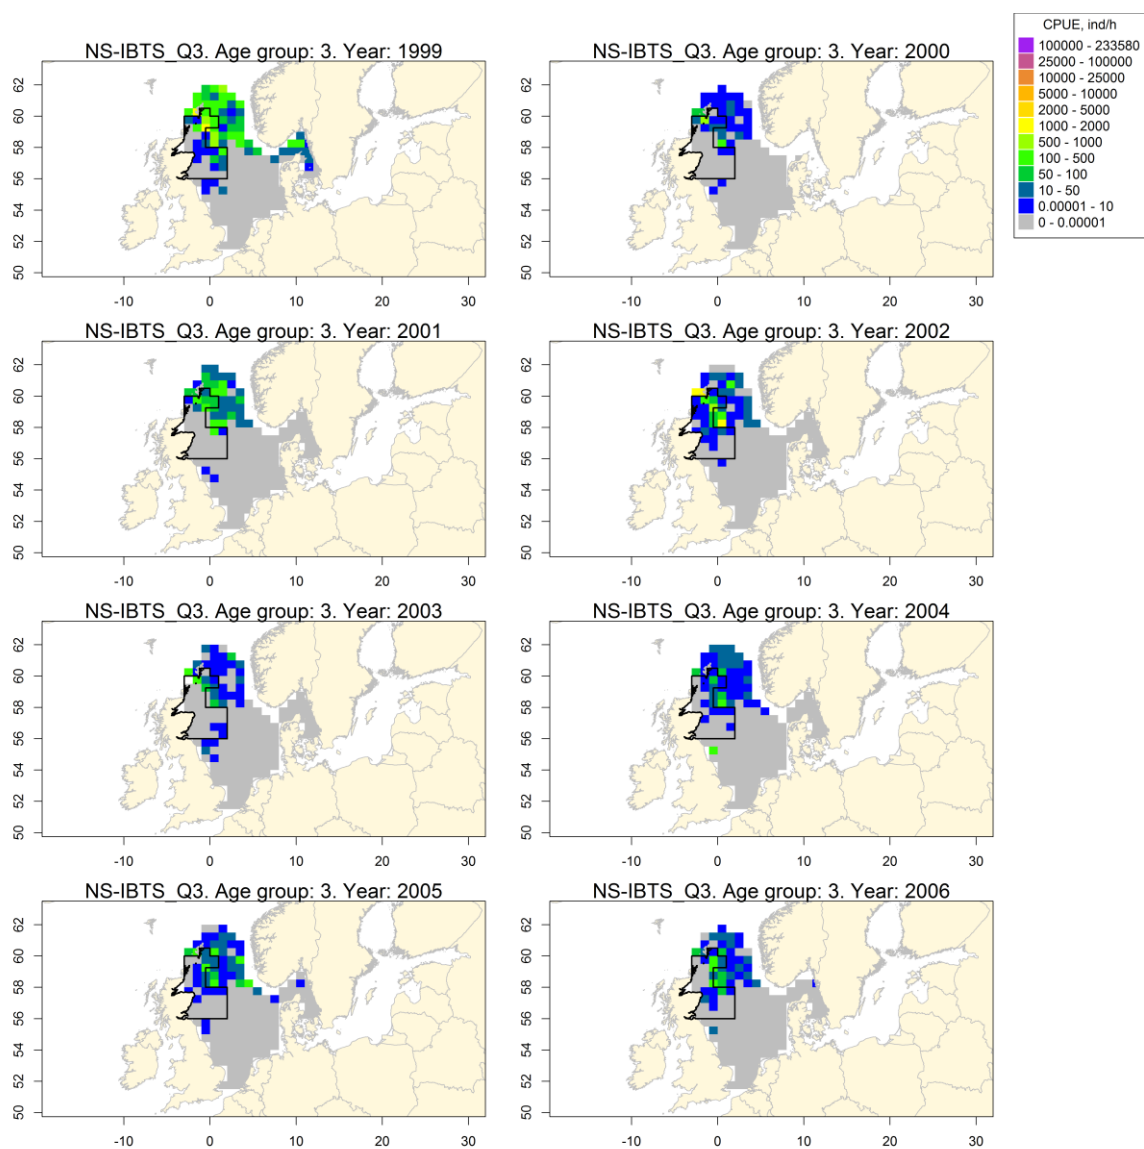 CPUE, ind/h
100000 - 233580
25000 - 100000
10000 - 25000
5000 - 10000
2000 - 5000
1000 - 2000
500 - 1000
100 - 500
50 - 100
10 - 50
0.00001 - 10
0 - 0.00001
NS-IBTS_Q3. Age group: 3. Year: 1999
62
60
58
56
54
52
50
-10 0 10 20 30
NS-IBTS_Q3. Age group: 3. Year: 2000
62
60
58
56
54
52
50
-10 0 10 20 30
NS-IBTS_Q3. Age group: 3. Year: 2001
62
60
58
56
54
52
50
-10 0 10 20 30
NS-IBTS_Q3. Age group: 3. Year: 2002
62
60
58
56
54
52
50
-10 0 10 20 30
NS-IBTS_Q3. Age group: 3. Year: 2003
62
60
58
56
54
52
50
-10 0 10 20 30
NS-IBTS_Q3. Age group: 3. Year: 2004
62
60
58
56
54
52
50
-10 0 10 20 30
NS-IBTS_Q3. Age group: 3. Year: 2005
62
60
58
56
54
52
50
-10 0 10 20 30
NS-IBTS_Q3. Age group: 3. Year: 2006
62
60
58
56
54
52
50
-10 0 10 20 30